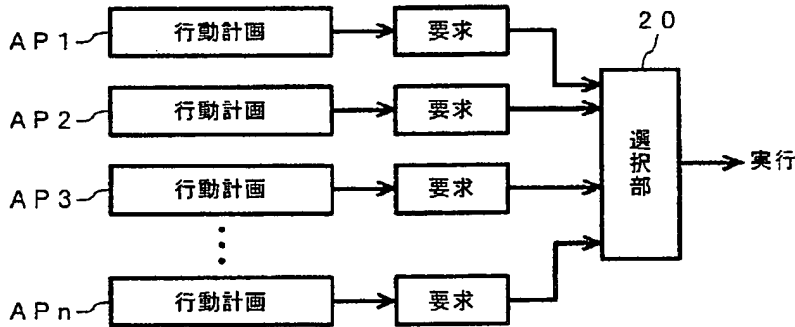 20
AP1 行動計画 要求
AP2 行動計画 要求
選択部 実行
AP3 行動計画 要求
APn 行動計画 要求